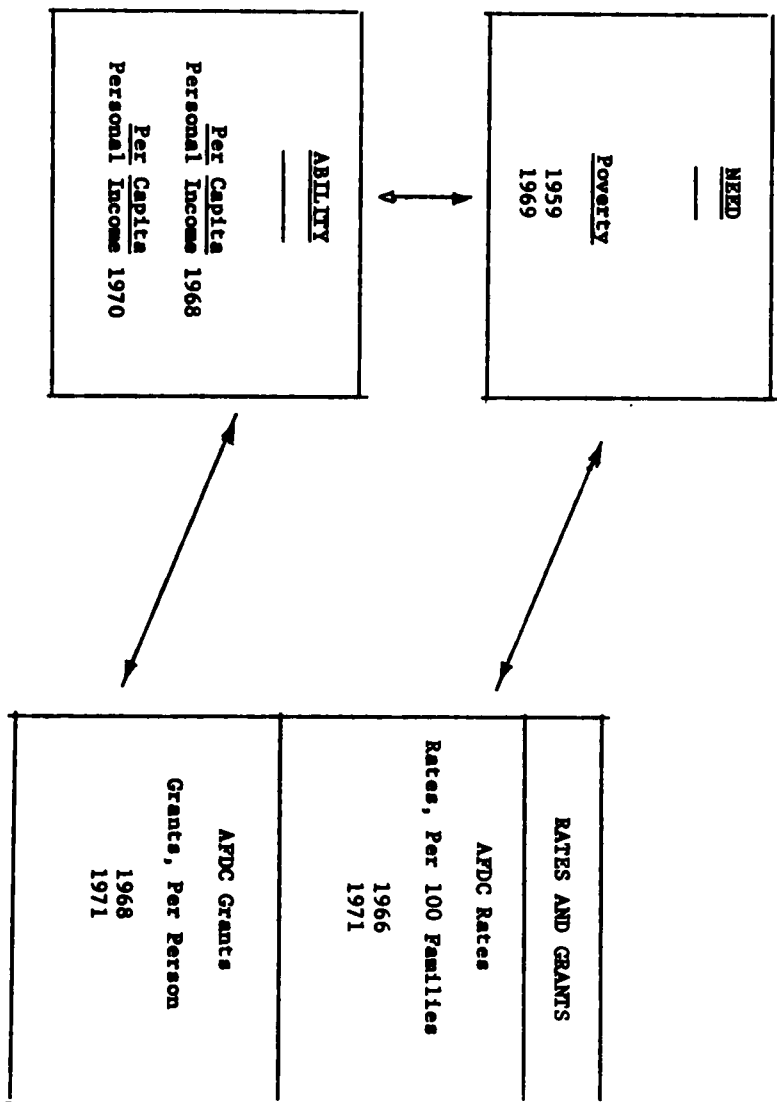 NEED
Poverty
1959
1969
ABILITY
Per Capita
Personal Income 1968
Per Capita
Personal Income 1970
RATES AND GRANTS
AFDC Rates
Rates, Per 100 Families
1966
1971
AFDC Grants
Grants, Per Person
1968
1971